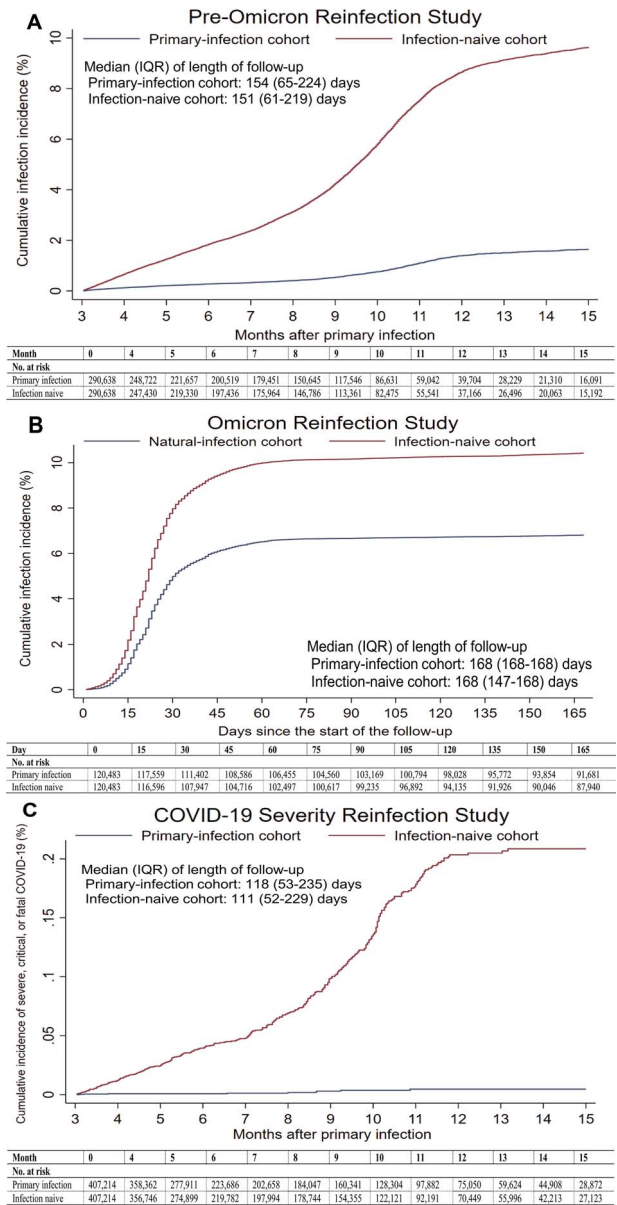 A
Pre-Omicron Reinfection Study
Primary-infection cohort Infection-naive cohort
Median (IQR) of length of follow-up
Primary-infection cohort: 154 (65-224) days
Infection-naive cohort: 151 (61-219) days
Cumulative infection incidence (%)
10
8
6
4
2
0
3 4 5 6 7 8 9 10 11 12 13 14 15
Months after primary infection
Month 0 4 5 6 7 8 9 10 11 12 13 14 15
No. at risk
Primary infection 290,638 248,722 221,657 200,519 179,451 150,645 117,546 86,631 59,042 39,704 28,229 21,310 16,091
Infection naive 290,638 247,430 219,330 197,436 175,964 146,786 113,361 82,475 55,541 37,166 26,496 20,063 15,192
B
Omicron Reinfection Study
Natural-infection cohort Infection-naive cohort
Cumulative infection incidence (%)
10
8
6
4
2
0
Median (IQR) of length of follow-up
Primary-infection cohort: 168 (168-168) days
Infection-naive cohort: 168 (147-168) days
0 15 30 45 60 75 90 105 120 135 150 165
Days since the start of the follow-up
Day 0 15 30 45 60 75 90 105 120 135 150 165
No. at risk
Primary infection 120,483 117,559 111,402 108,586 106,455 104,560 103,169 100,794 98,028 95,772 93,854 91,681
Infection naive 120,483 116,596 107,947 104,716 102,497 100,617 99,235 96,892 94,135 91,926 90,046 87,940
C
COVID-19 Severity Reinfection Study
Primary-infection cohort Infection-naive cohort
Median (IQR) of length of follow-up
Primary-infection cohort: 118 (53-235) days
Infection-naive cohort: 111 (52-229) days
Cumulative incidence of severe, critical, or fatal COVID-19 (%)
.2
.15
.1
.05
0
3 4 5 6 7 8 9 10 11 12 13 14 15
Months after primary infection
Month 0 4 5 6 7 8 9 10 11 12 13 14 15
No. at risk
Primary infection 407,214 358,362 277,911 223,686 202,658 184,047 160,341 128,304 97,882 75,050 59,624 44,908 28,872
Infection naive 407,214 356,746 274,899 219,782 197,994 178,744 154,355 122,121 92,191 70,449 55,996 42,213 27,123